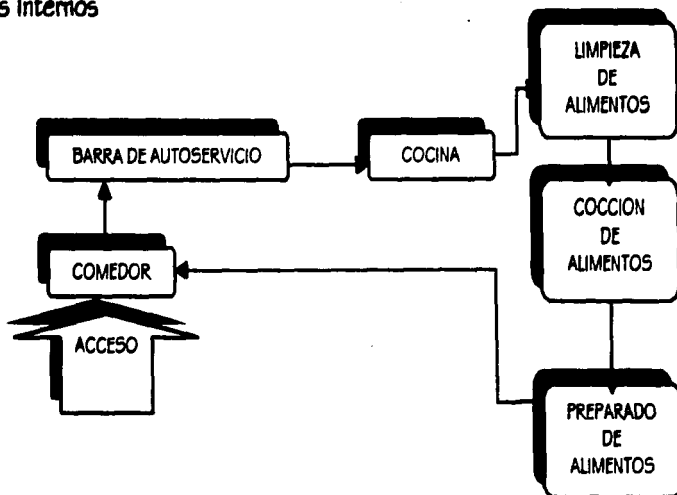 s Internos
LIMPIEZA
DE
ALIMENTOS
BARRA DE AUTOSERVICIO
COCINA
COCCION
DE
ALIMENTOS
COMEDOR
ACCESO
PREPARADO
DE
ALIMENTOS